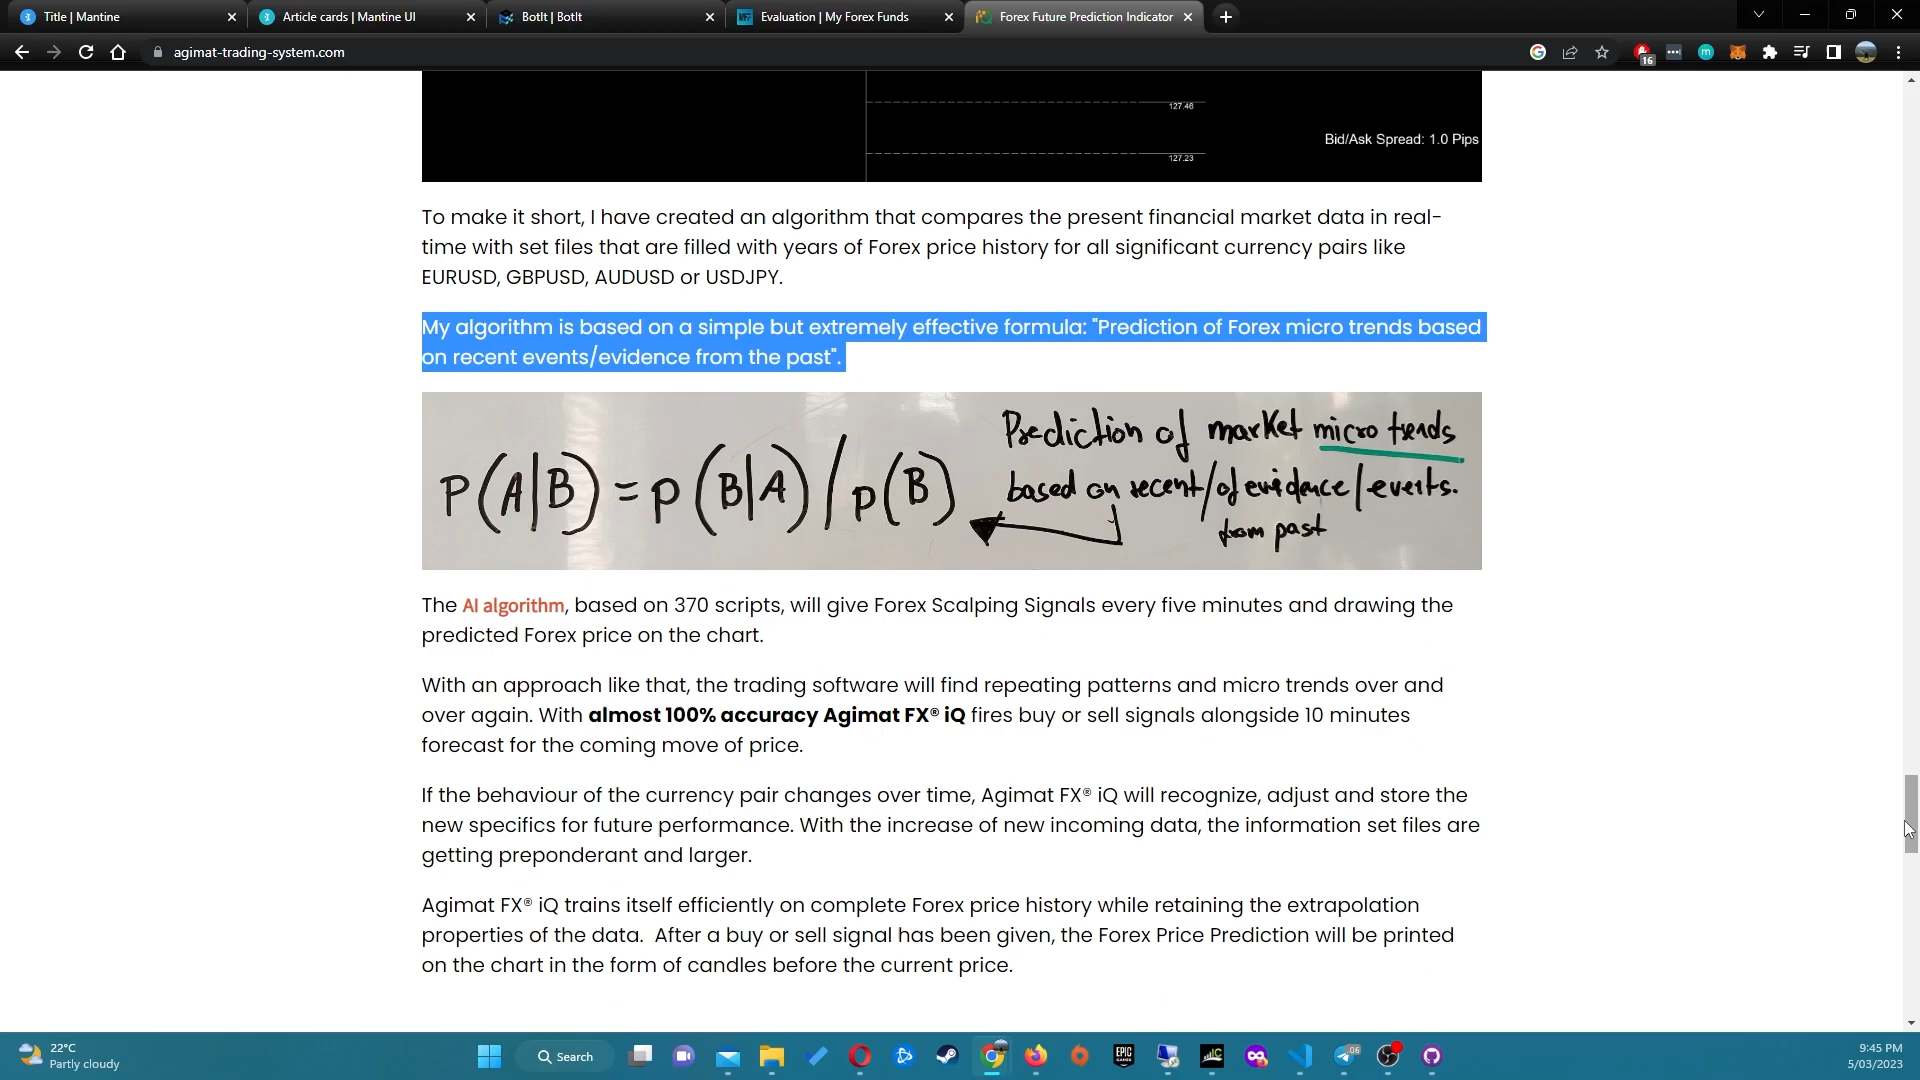 Title | Mantine
Article cards | Mantine UI
BotIt | BotIt
Evaluation | My Forex Funds
Forex Future Prediction Indicator
agimat-trading-system.com
16
127.46
Bid/Ask Spread: 1.0 Pips
127.23
To make it short, I have created an algorithm that compares the present financial market data in real-
time with set files that are filled with years of Forex price history for all significant currency pairs like
EURUSD, GBPUSD, AUDUSD or USDJPY.
My algorithm is based on a simple but extremely effective formula: "Prediction of Forex micro trends based
on recent events/evidence from the past".
P(A|B) = p(B|A) / p(B)
Prediction of market micro trends
based on recent/of evidence/events.
from past
The AI algorithm, based on 370 scripts, will give Forex Scalping Signals every five minutes and drawing the
predicted Forex price on the chart.
With an approach like that, the trading software will find repeating patterns and micro trends over and
over again. With almost 100% accuracy Agimat FX® iQ fires buy or sell signals alongside 10 minutes
forecast for the coming move of price.
If the behaviour of the currency pair changes over time, Agimat FX® iQ will recognize, adjust and store the
new specifics for future performance. With the increase of new incoming data, the information set files are
getting preponderant and larger.
Agimat FX® iQ trains itself efficiently on complete Forex price history while retaining the extrapolation
properties of the data.  After a buy or sell signal has been given, the Forex Price Prediction will be printed
on the chart in the form of candles before the current price.
22°C
Partly cloudy
Search
EPIC
GAMES
.06
9:45 PM
5/03/2023